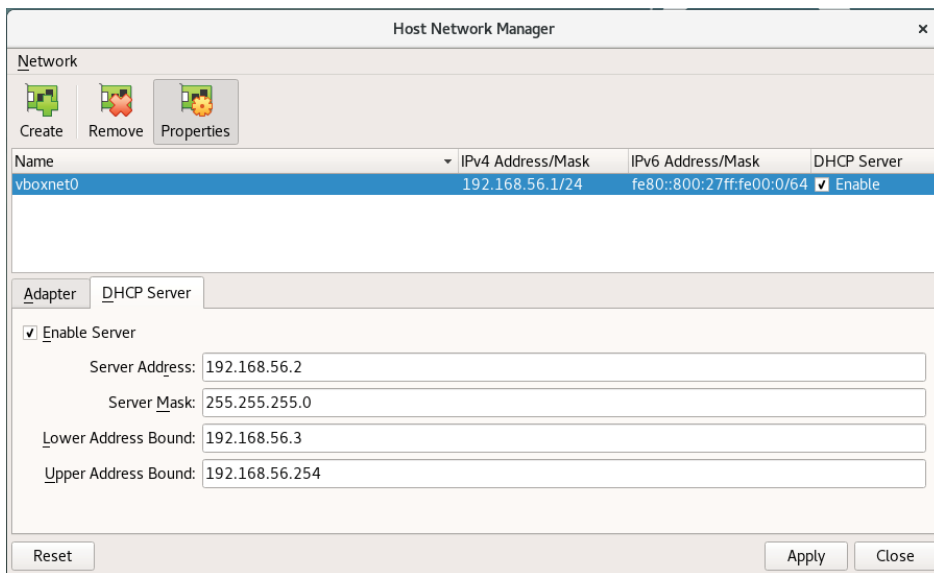 Host Network Manager ×
Network
Create Remove Properties
Name IPv4 Address/Mask IPv6 Address/Mask DHCP Server
vboxnet0 192.168.56.1/24 fe80::800:27ff:fe00:0/64 Enable
Adapter DHCP Server
Enable Server
Server Address: 192.168.56.2
Server Mask: 255.255.255.0
Lower Address Bound: 192.168.56.3
Upper Address Bound: 192.168.56.254
Reset Apply Close